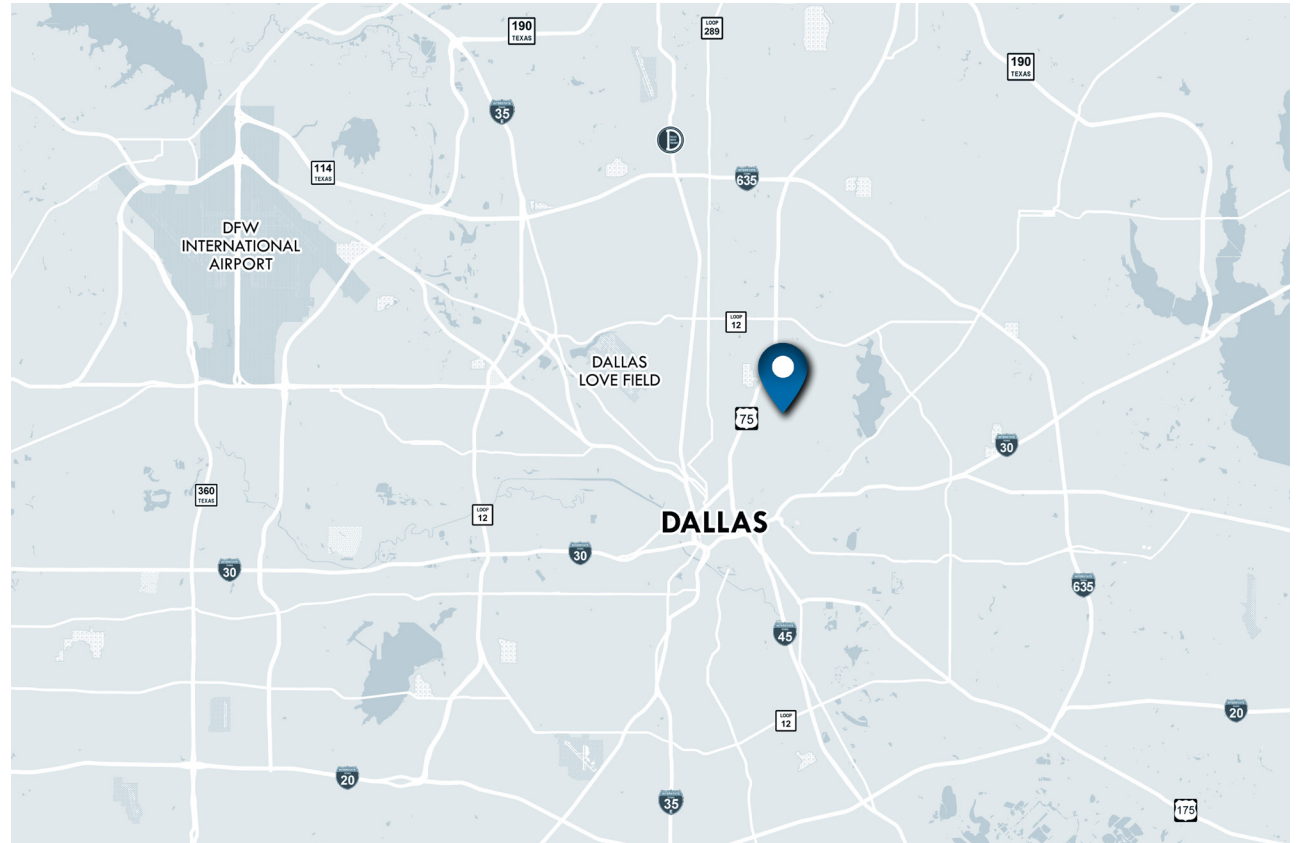 190
TEXAS
LOOP
289
190
TEXAS
35
114
TEXAS
635
DFW
INTERNATIONAL
AIRPORT
LOOP
12
DALLAS
LOVE FIELD
75
30
360
TEXAS
LOOP
12
DALLAS
30
30
635
45
LOOP
12
20
20
35
175